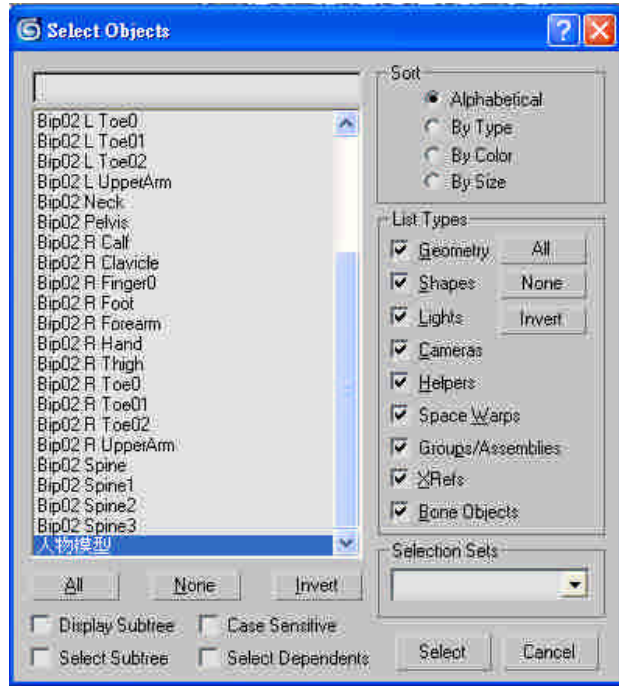 Select Objects
Bip02 L Toe0
Bip02 L Toe01
Bip02 L Toe02
Bip02 L UpperArm
Bip02 Neck
Bip02 Pelvis
Bip02 R Calf
Bip02 R Clavicle
Bip02 R Finger0
Bip02 R Foot
Bip02 R Forearm
Bip02 R Hand
Bip02 R Thigh
Bip02 R Toe0
Bip02 R Toe01
Bip02 R Toe02
Bip02 R UpperArm
Bip02 Spine
Bip02 Spine1
Bip02 Spine2
Bip02 Spine3
人物模型
All None Invert
Display Subtree Case Sensitive
Select Subtree Select Dependents
Sort
Alphabetical
By Type
By Color
By Size
List Types
Geometry All
Shapes None
Lights Invert
Cameras
Helpers
Space Warps
Groups/Assemblies
XRefs
Bone Objects
Selection Sets
Select Cancel